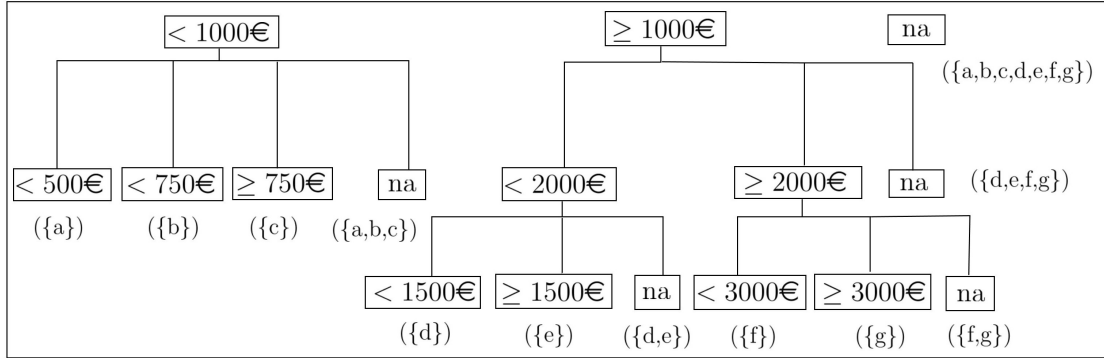 < 1000€ ≥ 1000€ na
({a,b,c,d,e,f,g})
< 500€ < 750€ ≥ 750€ na < 2000€ ≥ 2000€ na ({d,e,f,g})
({a}) ({b}) ({c}) ({a,b,c})
< 1500€ ≥ 1500€ na < 3000€ ≥ 3000€ na
({d}) ({e}) ({d,e}) ({f}) ({g}) ({f,g})